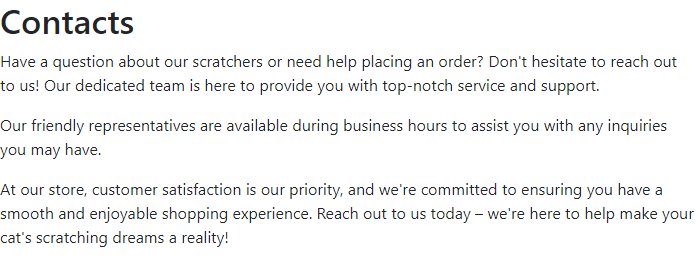 Contacts
Have a question about our scratchers or need help placing an order? Don't hesitate to reach out
to us! Our dedicated team is here to provide you with top-notch service and support.
Our friendly representatives are available during business hours to assist you with any inquiries
you may have.
At our store, customer satisfaction is our priority, and we're committed to ensuring you have a
smooth and enjoyable shopping experience. Reach out to us today – we're here to help make your
cat's scratching dreams a reality!